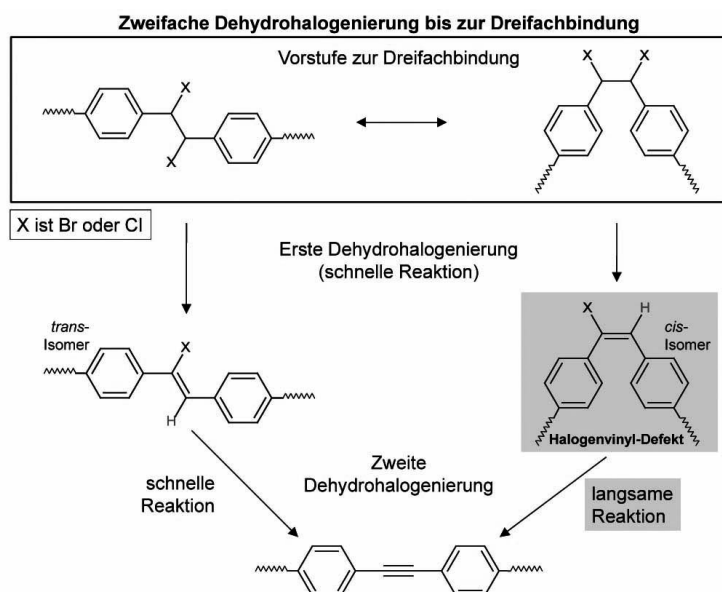 Zweifache Dehydrohalogenierung bis zur Dreifachbindung
Vorstufe zur Dreifachbindung
X
X
X X
X ist Br oder Cl
Erste Dehydrohalogenierung
(schnelle Reaktion)
trans-
Isomer
X
H
X H
cis-
Isomer
Halogenvinyl-Defekt
schnelle
Reaktion
Zweite
Dehydrohalogenierung
langsame
Reaktion